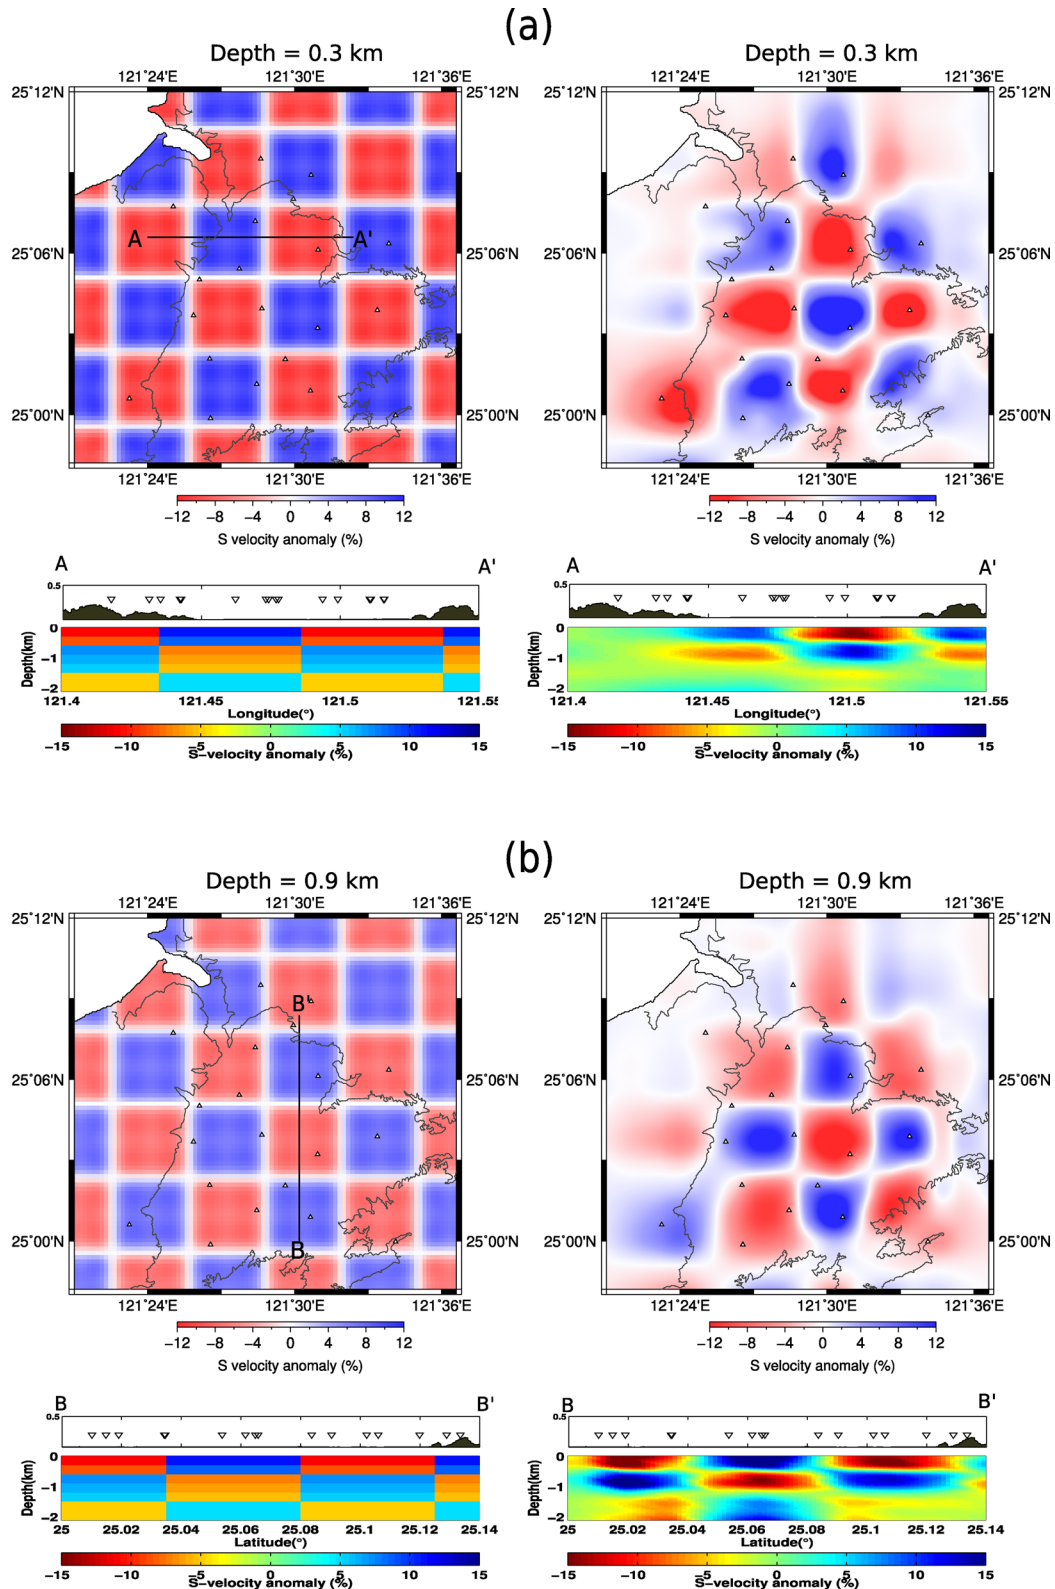 (a)
Depth = 0.3 km Depth = 0.3 km
121°24'E 121°30'E 121°36'E 121°24'E 121°30'E 121°36'E
25°12'N 25°12'N 25°12'N
A A'
25°06'N 25°06'N 25°06'N
25°00'N 25°00'N 25°00'N
121°24'E 121°30'E 121°36'E 121°24'E 121°30'E 121°36'E
−12 −8 −4 0 4 8 12 −12 −8 −4 0 4 8 12
S velocity anomaly (%) S velocity anomaly (%)
A A' A A'
0.5 0.5
0 0
Depth(km) −1 Depth(km) −1
−2 −2
121.4 121.45 121.5 121.55 121.4 121.45 121.5 121.55
Longitude(°) Longitude(°)
−15 −10 −5 0 5 10 15 −15 −10 −5 0 5 10 15
S−velocity anomaly (%) S−velocity anomaly (%)
(b)
Depth = 0.9 km Depth = 0.9 km
121°24'E 121°30'E 121°36'E 121°24'E 121°30'E 121°36'E
25°12'N 25°12'N 25°12'N
B'
25°06'N 25°06'N 25°06'N
25°00'N B 25°00'N 25°00'N
121°24'E 121°30'E 121°36'E 121°24'E 121°30'E 121°36'E
−12 −8 −4 0 4 8 12 −12 −8 −4 0 4 8 12
S velocity anomaly (%) S velocity anomaly (%)
B B' B B'
0.5 0.5
0 0
Depth(km) −1 Depth(km) −1
−2 −2
25 25.02 25.04 25.06 25.08 25.1 25.12 25.14 25 25.02 25.04 25.06 25.08 25.1 25.12 25.14
Latitude(°) Latitude(°)
−15 −10 −5 0 5 10 15 −15 −10 −5 0 5 10 15
S−velocity anomaly (%) S−velocity anomaly (%)